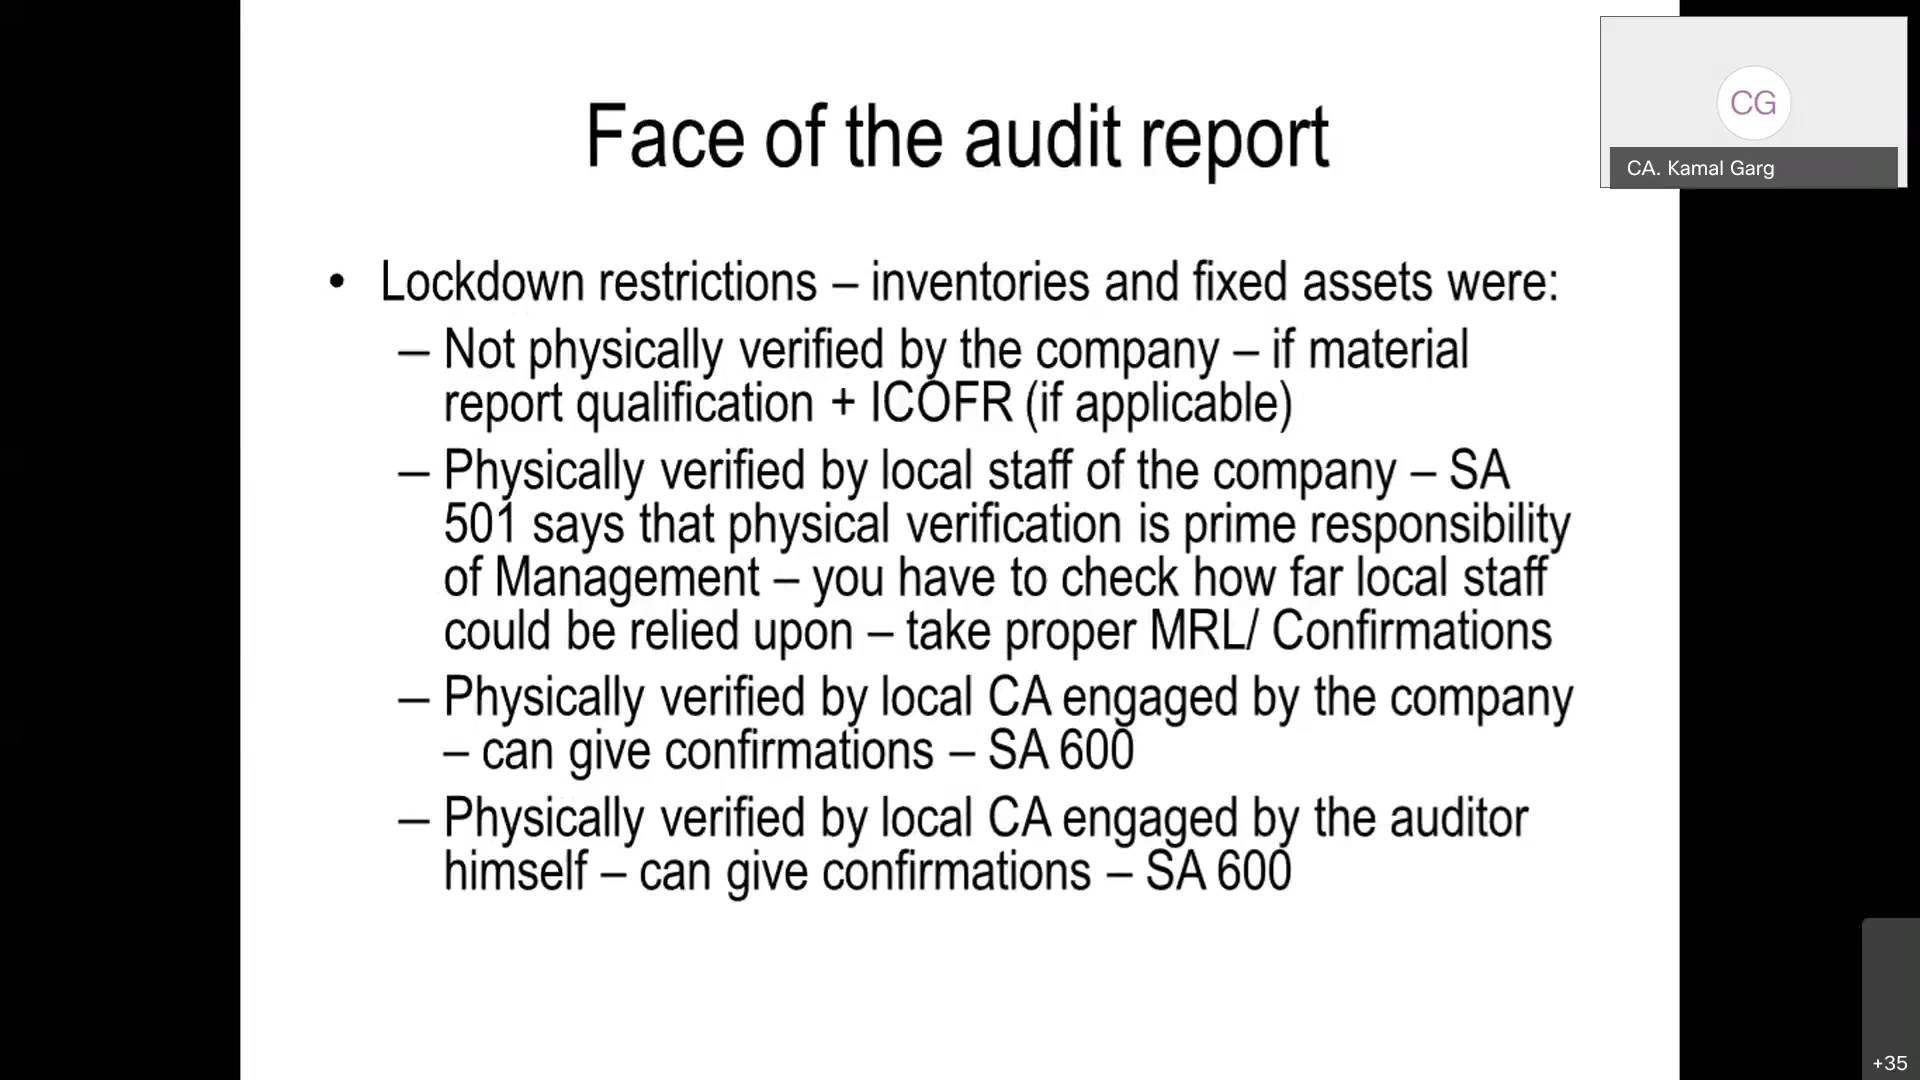 Face of the audit report
CG
CA. Kamal Garg
• Lockdown restrictions – inventories and fixed assets were:
– Not physically verified by the company – if material
report qualification + ICOFR (if applicable)
– Physically verified by local staff of the company – SA
501 says that physical verification is prime responsibility
of Management – you have to check how far local staff
could be relied upon – take proper MRL/ Confirmations
– Physically verified by local CA engaged by the company
– can give confirmations – SA 600
– Physically verified by local CA engaged by the auditor
himself – can give confirmations – SA 600
+35